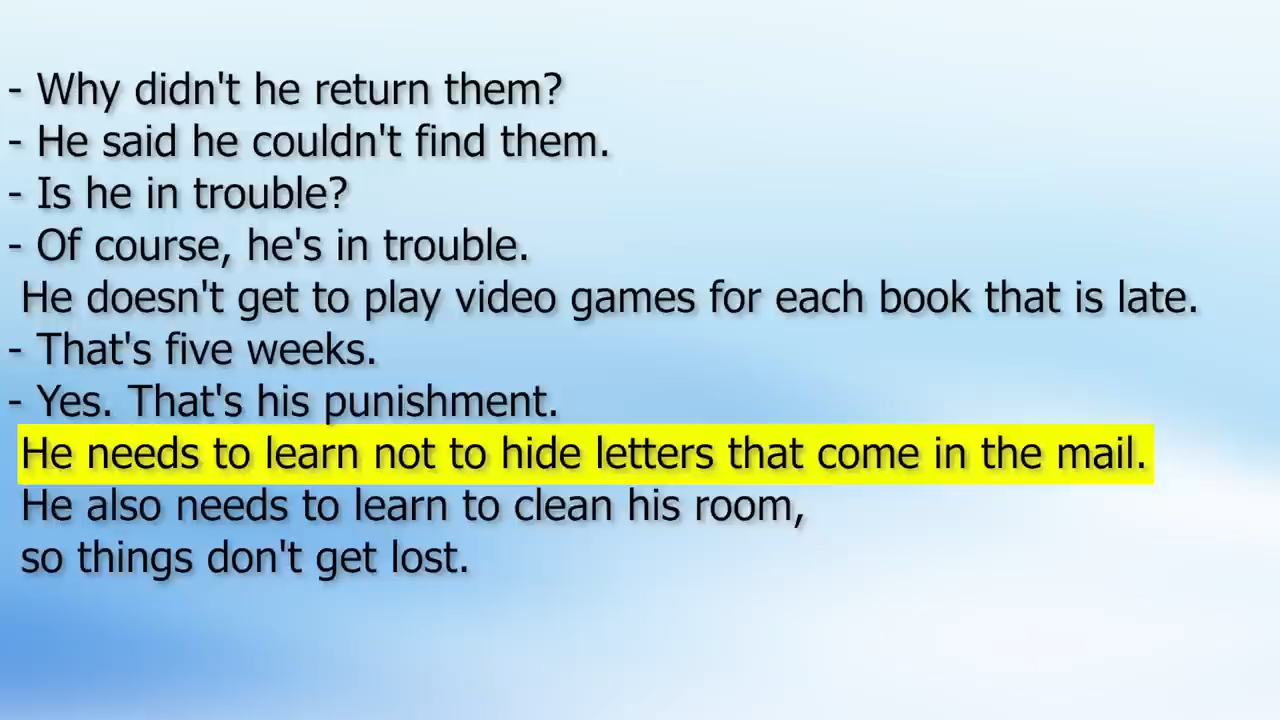 - Why didn't he return them?
- He said he couldn't find them.
- Is he in trouble?
- Of course, he's in trouble.
He doesn't get to play video games for each book that is late.
- That's five weeks.
- Yes. That's his punishment.
He needs to learn not to hide letters that come in the mail.
He also needs to learn to clean his room,
so things don't get lost.